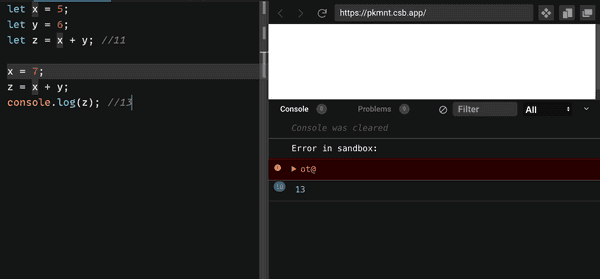 let x = 5;
let y = 6;
let z = x + y; //11
x = 7;
z = x + y;
console.log(z); //13
https://pkmnt.csb.app/
Console 0 Problems 0 Filter All
Console was cleared
Error in sandbox:
ot@
13